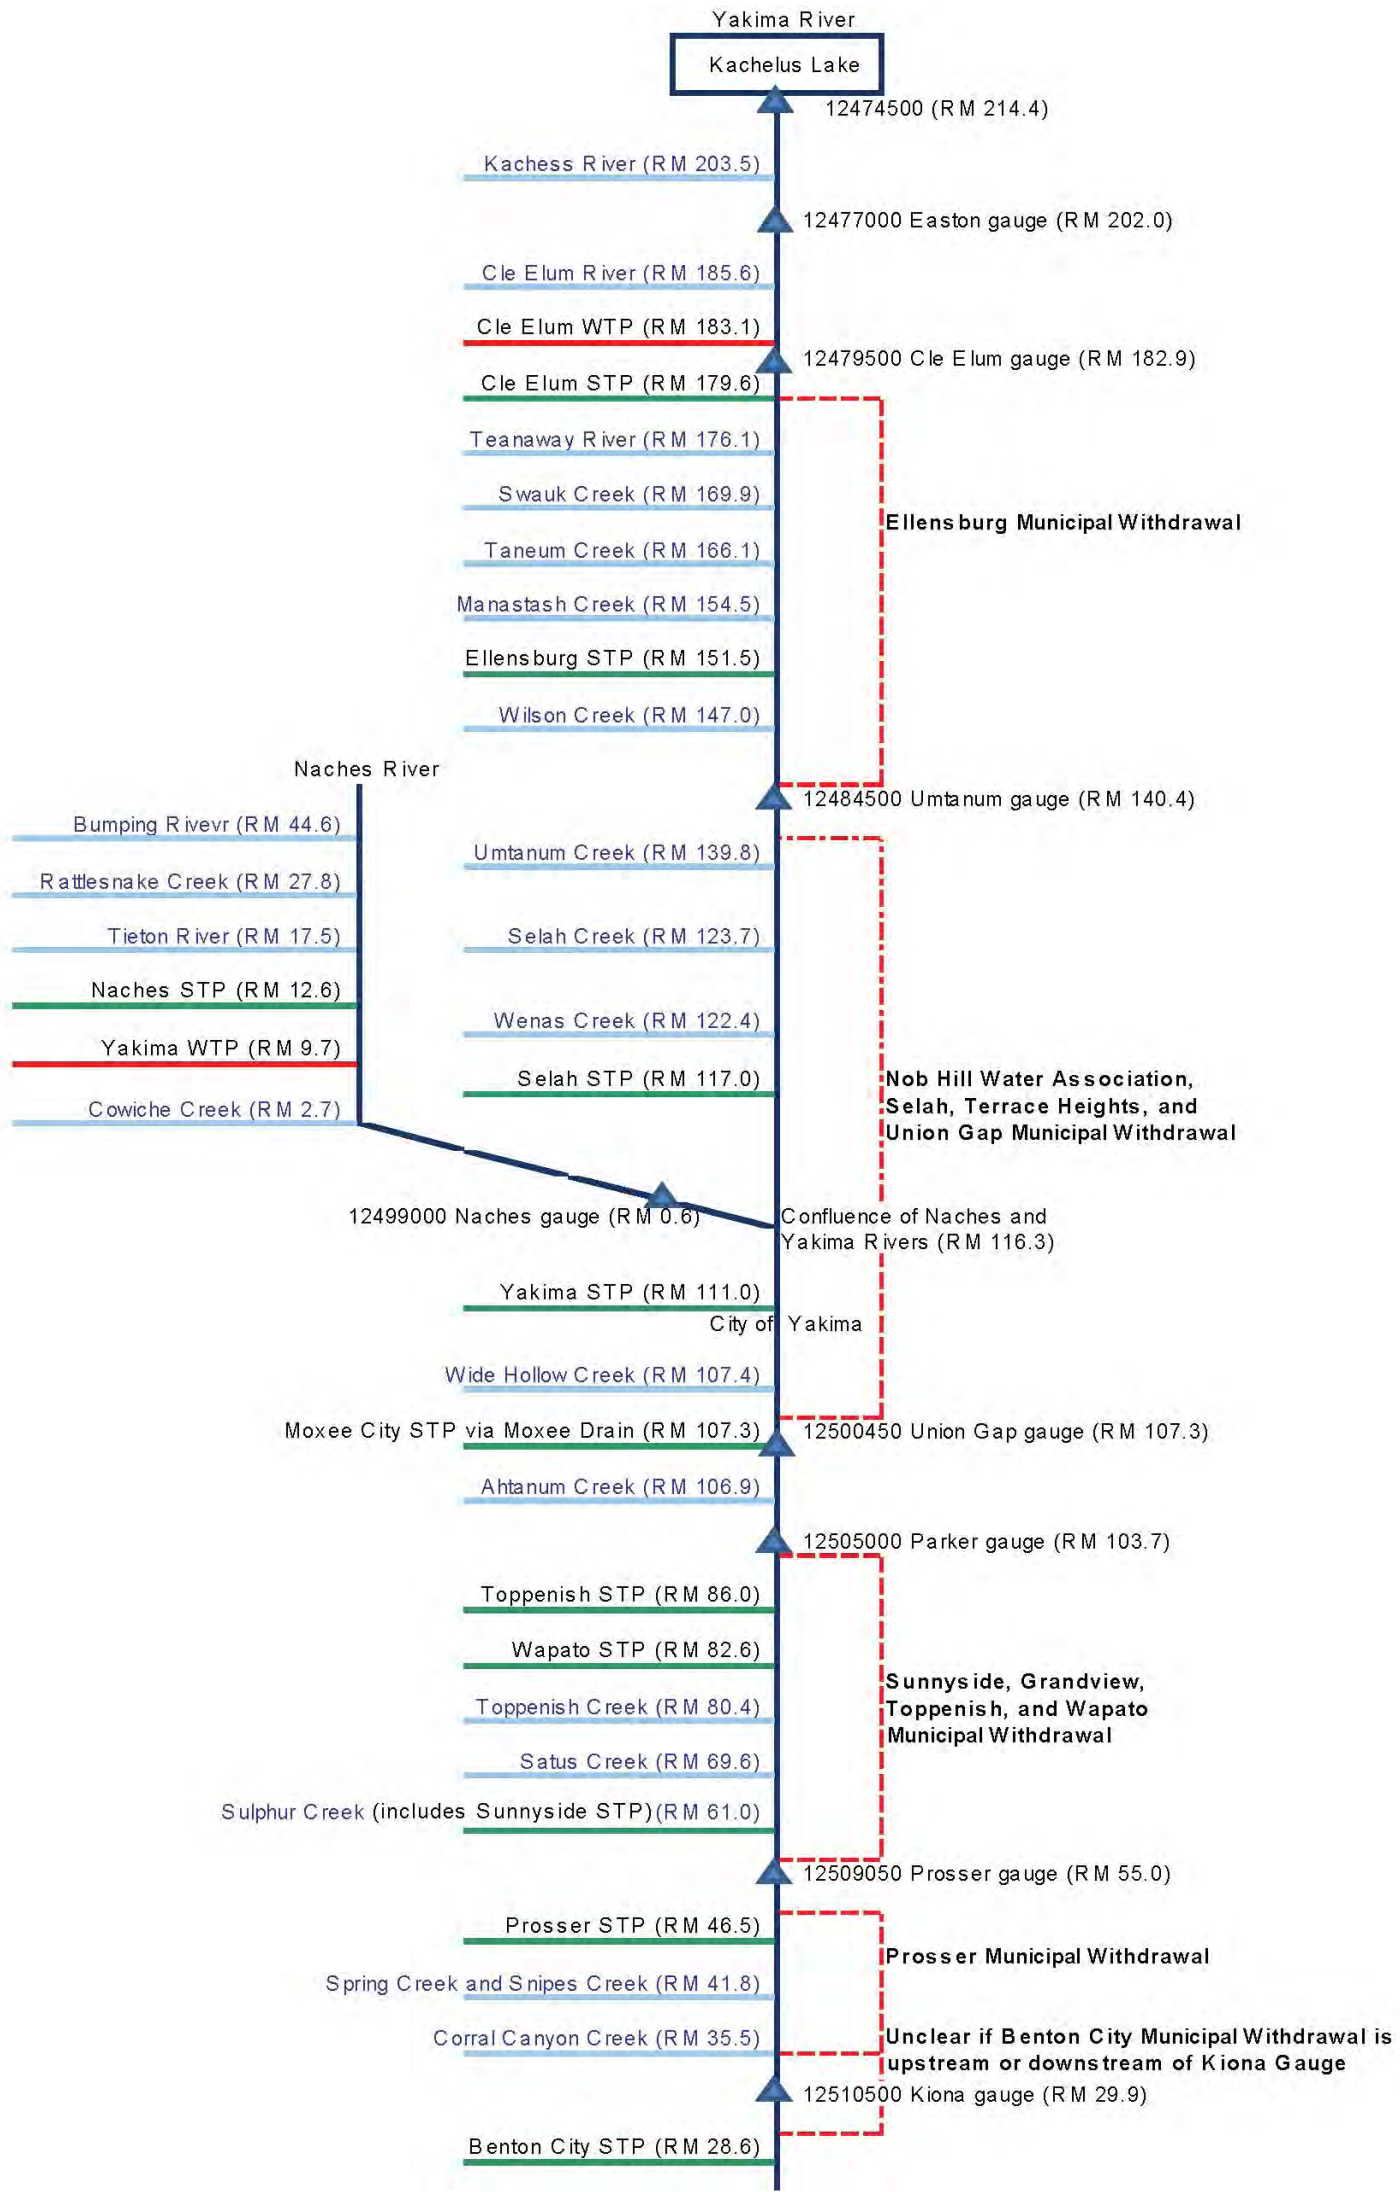 Yakima River
Kachelus Lake
12474500 (RM 214.4)
Kachess River (RM 203.5)
12477000 Easton gauge (RM 202.0)
Cle Elum River (RM 185.6)
Cle Elum WTP (RM 183.1)
12479500 Cle Elum gauge (RM 182.9)
Cle Elum STP (RM 179.6)
Teanaway River (RM 176.1)
Swauk Creek (RM 169.9)
Ellensburg Municipal Withdrawal
Taneum Creek (RM 166.1)
Manastash Creek (RM 154.5)
Ellensburg STP (RM 151.5)
Wilson Creek (RM 147.0)
Naches River
12484500 Umtanum gauge (RM 140.4)
Bumping Rivevr (RM 44.6)
Umtanum Creek (RM 139.8)
Rattlesnake Creek (RM 27.8)
Tieton River (RM 17.5)
Selah Creek (RM 123.7)
Naches STP (RM 12.6)
Wenas Creek (RM 122.4)
Yakima WTP (RM 9.7)
Selah STP (RM 117.0)
Nob Hill Water Association,
Selah, Terrace Heights, and
Union Gap Municipal Withdrawal
Cowiche Creek (RM 2.7)
12499000 Naches gauge (RM 0.6)
Confluence of Naches and
Yakima Rivers (RM 116.3)
Yakima STP (RM 111.0)
City of Yakima
Wide Hollow Creek (RM 107.4)
Moxee City STP via Moxee Drain (RM 107.3)
12500450 Union Gap gauge (RM 107.3)
Ahtanum Creek (RM 106.9)
12505000 Parker gauge (RM 103.7)
Toppenish STP (RM 86.0)
Wapato STP (RM 82.6)
Sunnyside, Grandview,
Toppenish, and Wapato
Municipal Withdrawal
Toppenish Creek (RM 80.4)
Satus Creek (RM 69.6)
Sulphur Creek (includes Sunnyside STP)(RM 61.0)
12509050 Prosser gauge (RM 55.0)
Prosser STP (RM 46.5)
Prosser Municipal Withdrawal
Spring Creek and Snipes Creek (RM 41.8)
Corral Canyon Creek (RM 35.5)
Unclear if Benton City Municipal Withdrawal is
upstream or downstream of Kiona Gauge
12510500 Kiona gauge (RM 29.9)
Benton City STP (RM 28.6)